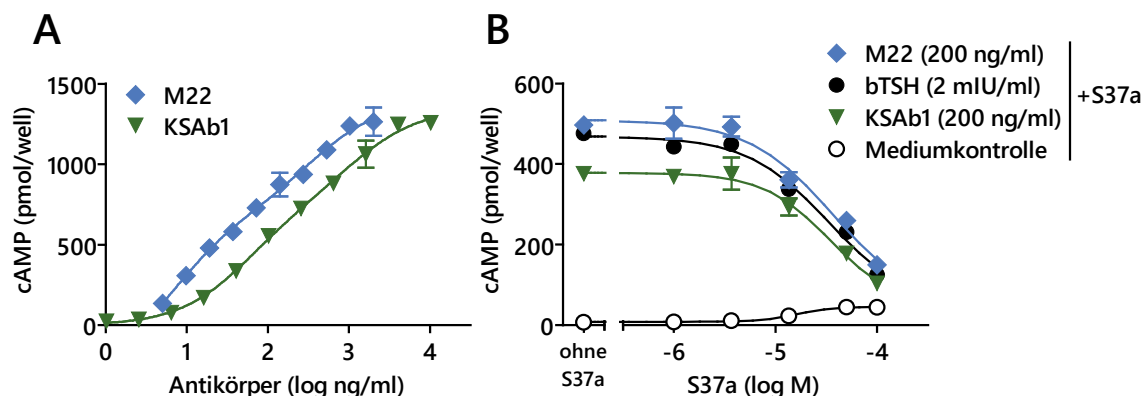 A
M22
KSAb1
cAMP (pmol/well)
1500
1000
500
0
0
1
2
3
4
Antikörper (log ng/ml)
B
M22 (200 ng/ml)
bTSH (2 mIU/ml)
KSAb1 (200 ng/ml)
Mediumkontrolle
+S37a
cAMP (pmol/well)
600
400
200
0
ohne
S37a
-6
-5
-4
S37a (log M)